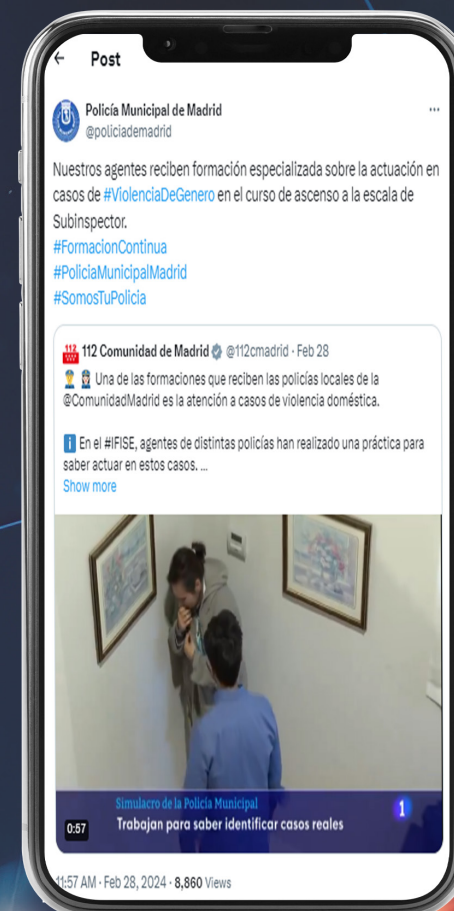 Post
Policía Municipal de Madrid
@policiademadrid
Nuestros agentes reciben formación especializada sobre la actuación en
casos de #ViolenciaDeGenero en el curso de ascenso a la escala de
Subinspector.
#FormacionContinua
#PoliciaMunicipalMadrid
#SomosTuPolicia
112 Comunidad de Madrid @112cmadrid · Feb 28
Una de las formaciones que reciben las policías locales de la
@ComunidadMadrid es la atención a casos de violencia doméstica.
En el #IFISE, agentes de distintas policías han realizado una práctica para
saber actuar en estos casos. ...
Show more
Simulacro de la Policía Municipal
Trabajan para saber identificar casos reales
1
0:57
11:57 AM · Feb 28, 2024 · 8,860 Views